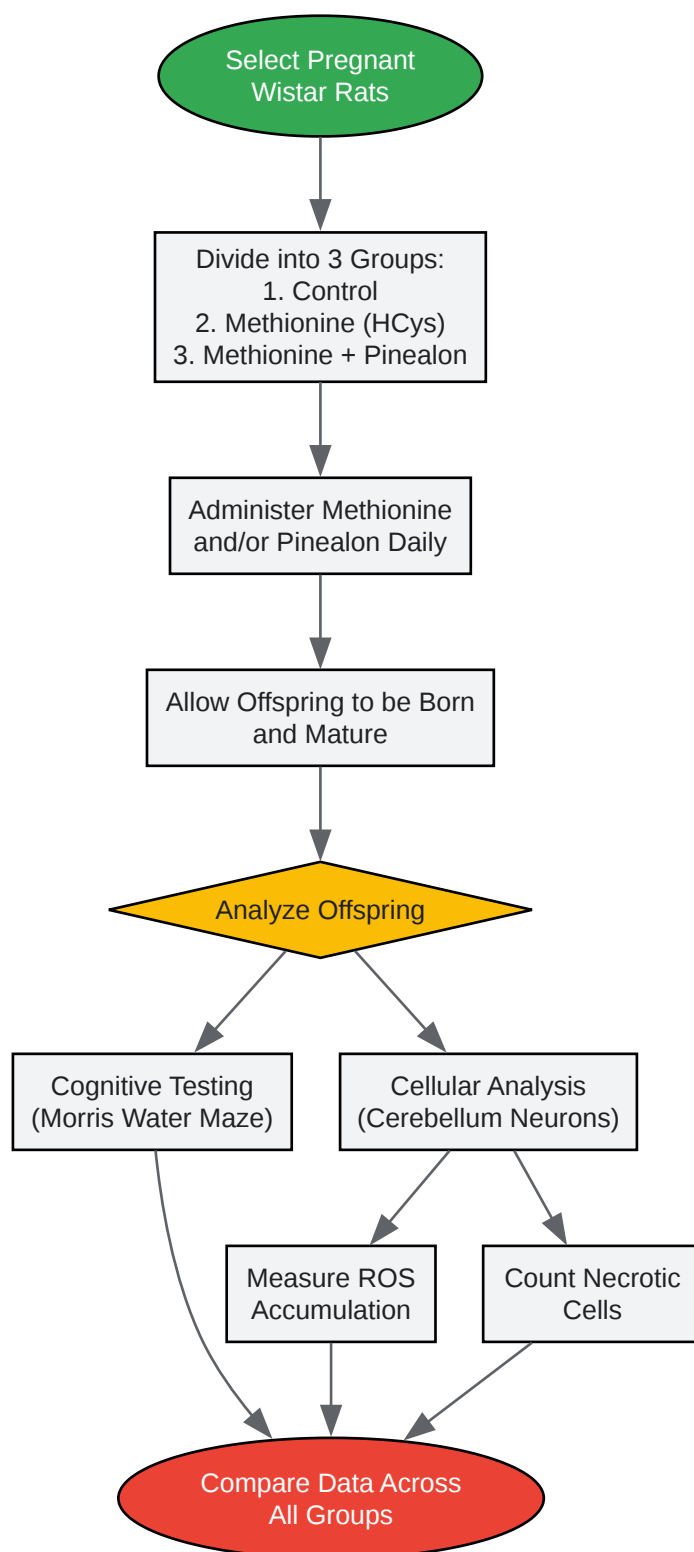 Select Pregnant
Wistar Rats
Divide into 3 Groups:
1. Control
2. Methionine (HCys)
3. Methionine + Pinealon
Administer Methionine
and/or Pinealon Daily
Allow Offspring to be Born
and Mature
Analyze Offspring
Cognitive Testing
(Morris Water Maze)
Cellular Analysis
(Cerebellum Neurons)
Measure ROS
Accumulation
Count Necrotic
Cells
Compare Data Across
All Groups